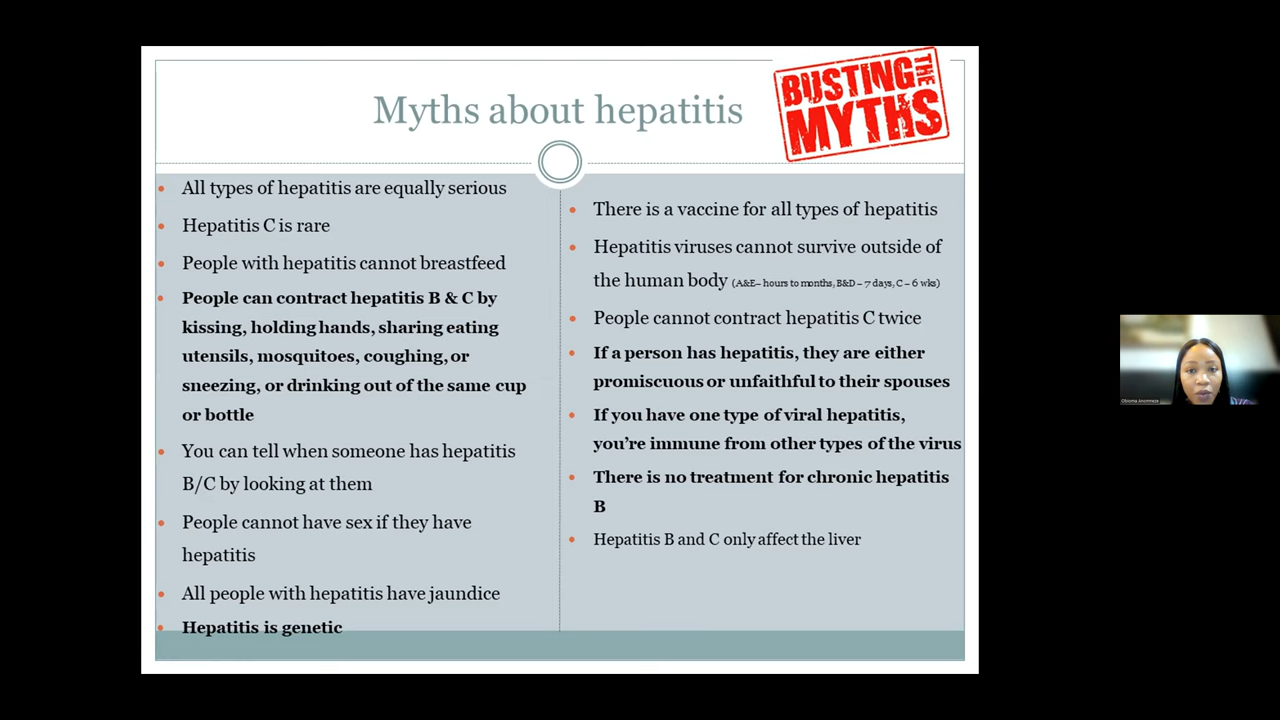 Myths about hepatitis
BUSTING THE
MYTHS
• All types of hepatitis are equally serious
• Hepatitis C is rare
• People with hepatitis cannot breastfeed
• People can contract hepatitis B & C by
kissing, holding hands, sharing eating
utensils, mosquitoes, coughing, or
sneezing, or drinking out of the same cup
or bottle
• You can tell when someone has hepatitis
B/C by looking at them
• People cannot have sex if they have
hepatitis
• All people with hepatitis have jaundice
• Hepatitis is genetic
• There is a vaccine for all types of hepatitis
• Hepatitis viruses cannot survive outside of
the human body (A&E– hours to months, B&D – 7 days, C – 6 wks)
• People cannot contract hepatitis C twice
• If a person has hepatitis, they are either
promiscuous or unfaithful to their spouses
• If you have one type of viral hepatitis,
you're immune from other types of the virus
• There is no treatment for chronic hepatitis
B
• Hepatitis B and C only affect the liver